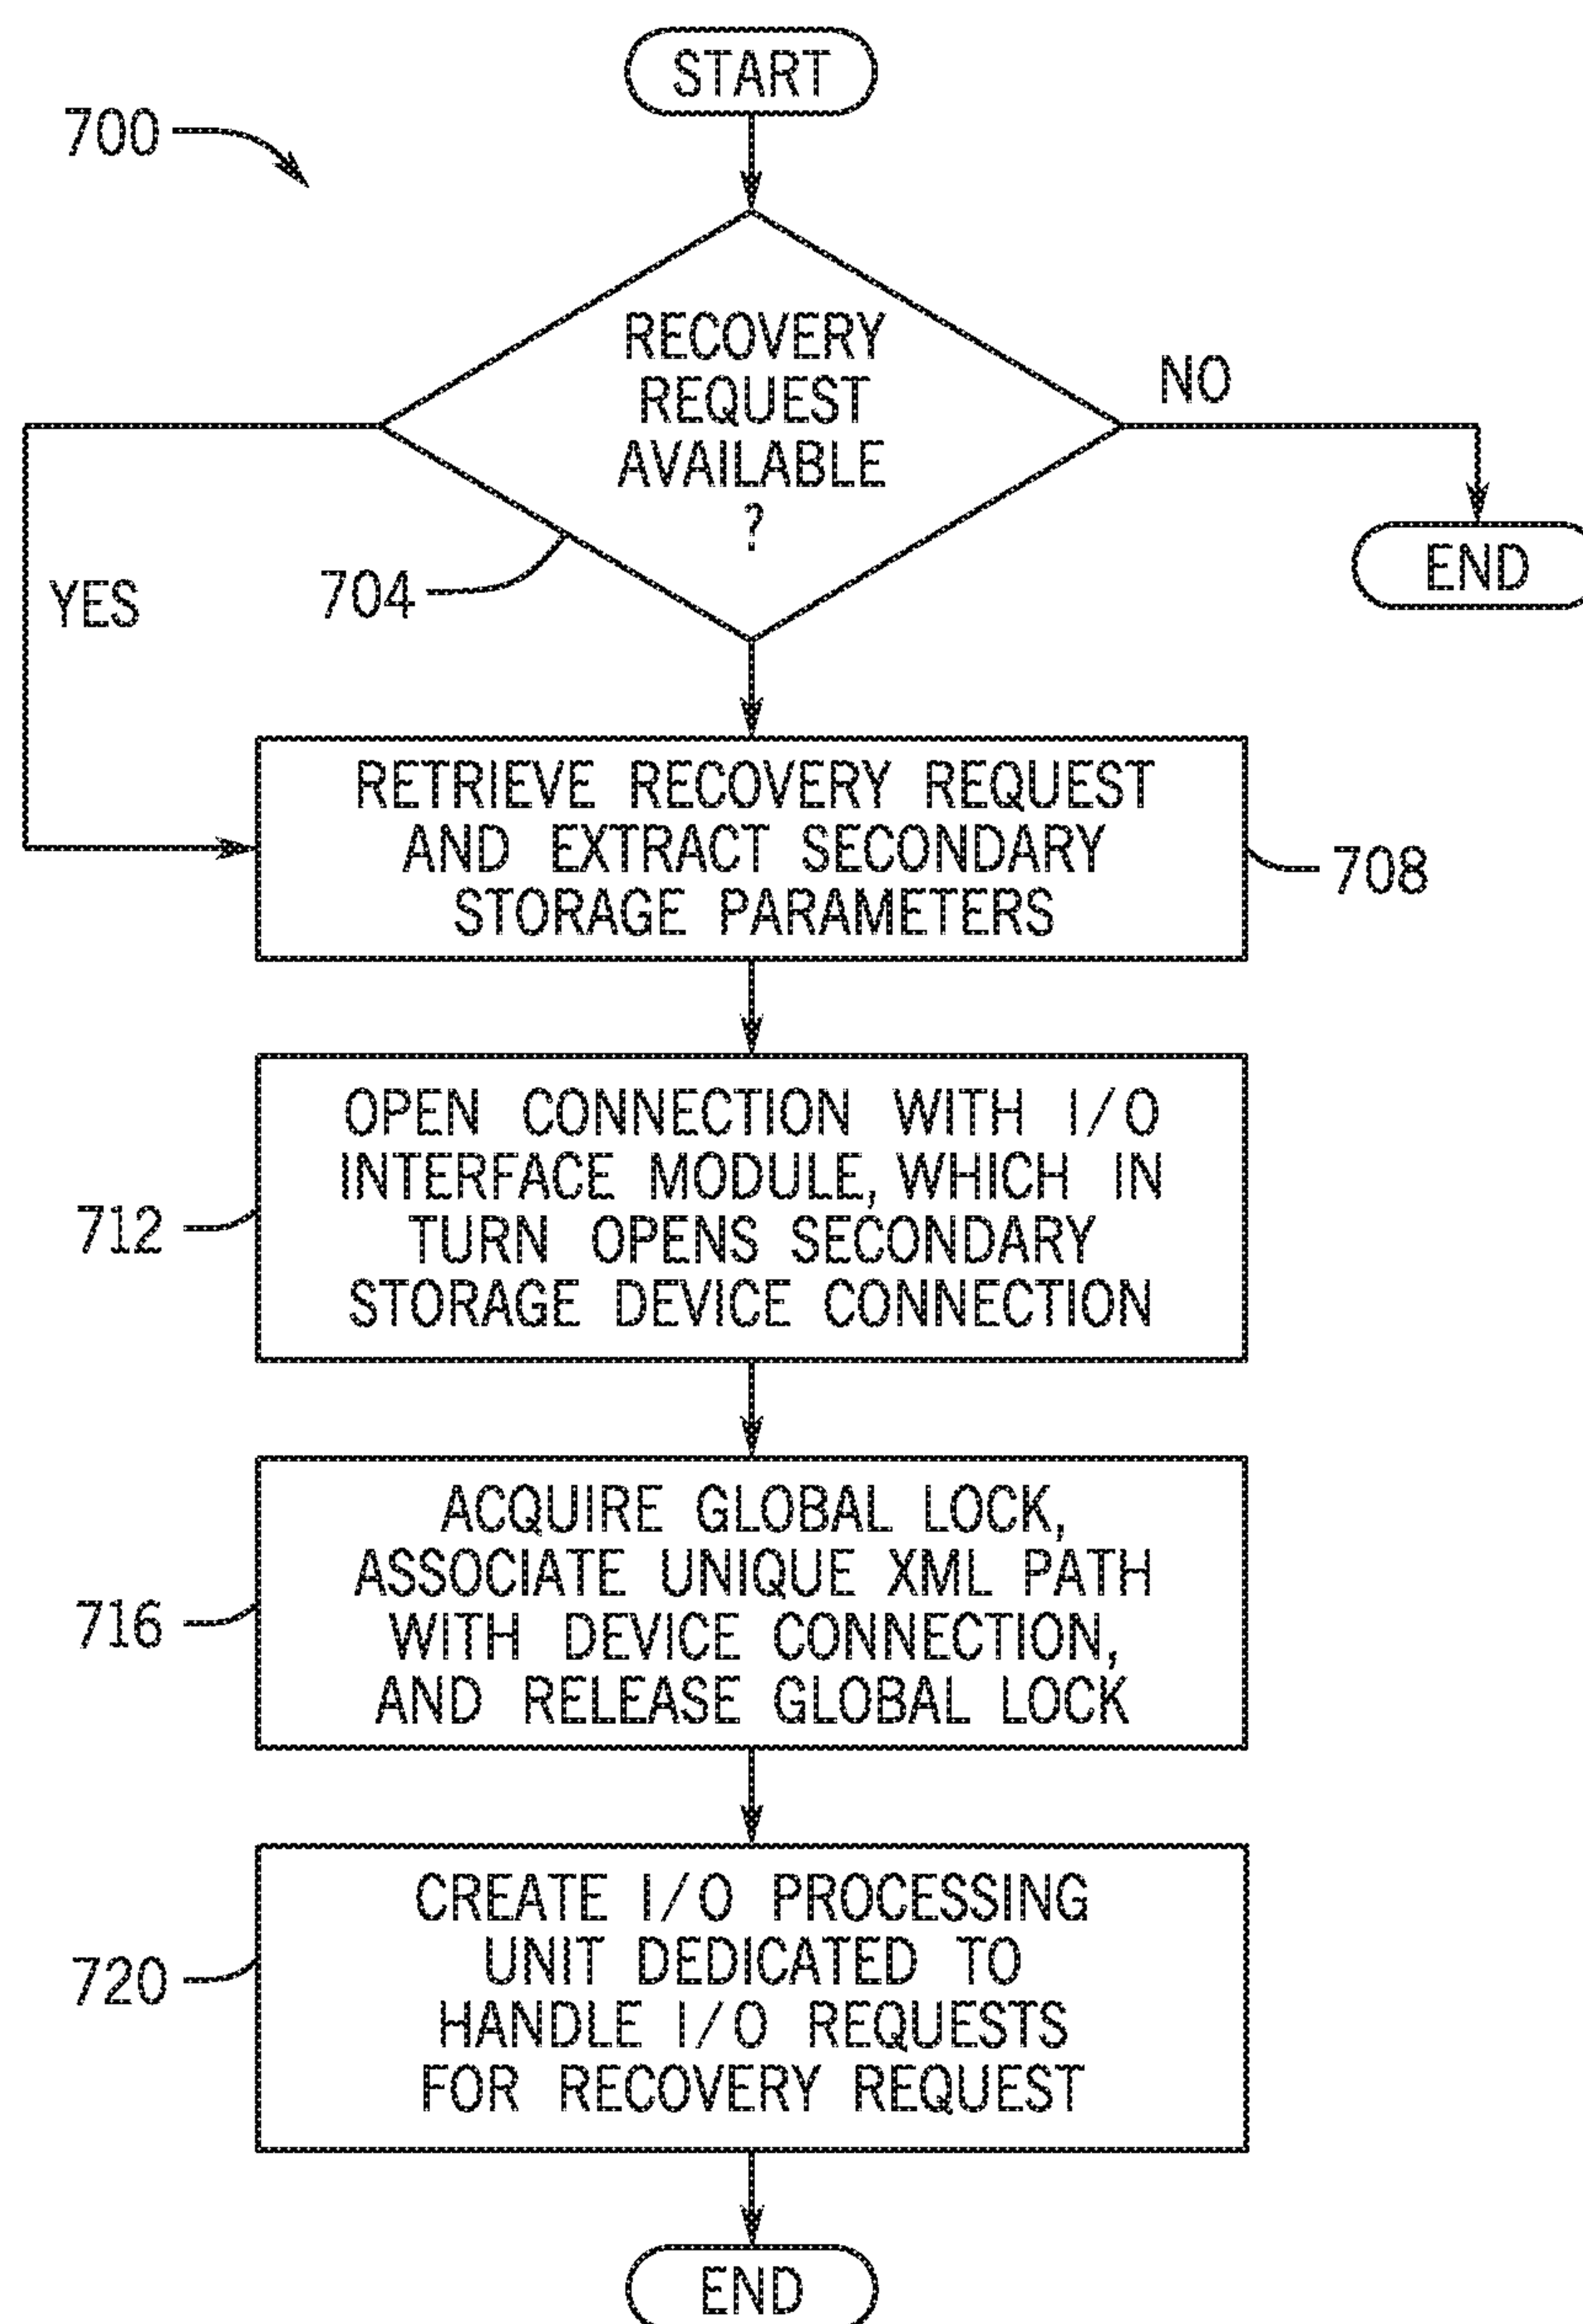 START
700
RECOVERY
REQUEST
AVAILABLE
?
NO
END
YES
704
RETRIEVE RECOVERY REQUEST
AND EXTRACT SECONDARY
STORAGE PARAMETERS
708
OPEN CONNECTION WITH I/O
INTERFACE MODULE, WHICH IN
TURN OPENS SECONDARY
STORAGE DEVICE CONNECTION
712
ACQUIRE GLOBAL LOCK,
ASSOCIATE UNIQUE XML PATH
WITH DEVICE CONNECTION,
AND RELEASE GLOBAL LOCK
716
CREATE I/O PROCESSING
UNIT DEDICATED TO
HANDLE I/O REQUESTS
FOR RECOVERY REQUEST
720
END